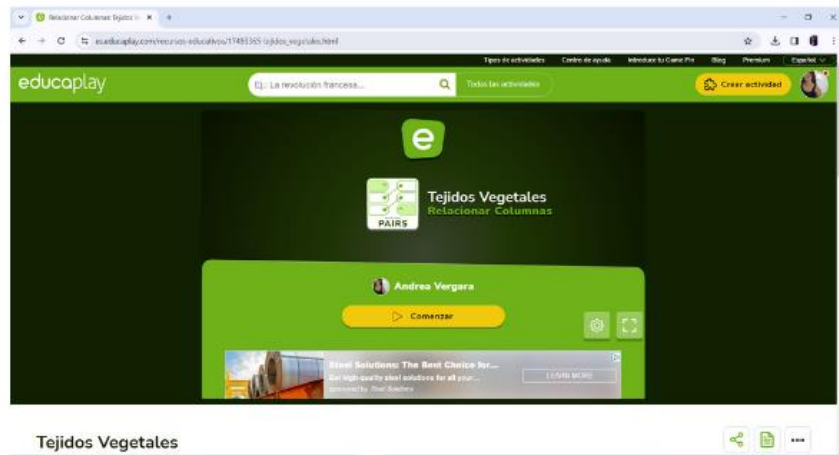 Relacionar Columnas: Tejidos
Tipos de actividades Centro de ayuda Introduce tu Game Pin Blog Premium Español
educaplay
Ej.: La revolución francesa... Todas las actividades Crear actividad
e
PAIRS
Tejidos Vegetales
Relacionar Columnas
Andrea Vergara
Comenzar
Steel Solutions: The Best Choice for...
Get high-quality steel solutions for all your...
LEARN MORE
Tejidos Vegetales